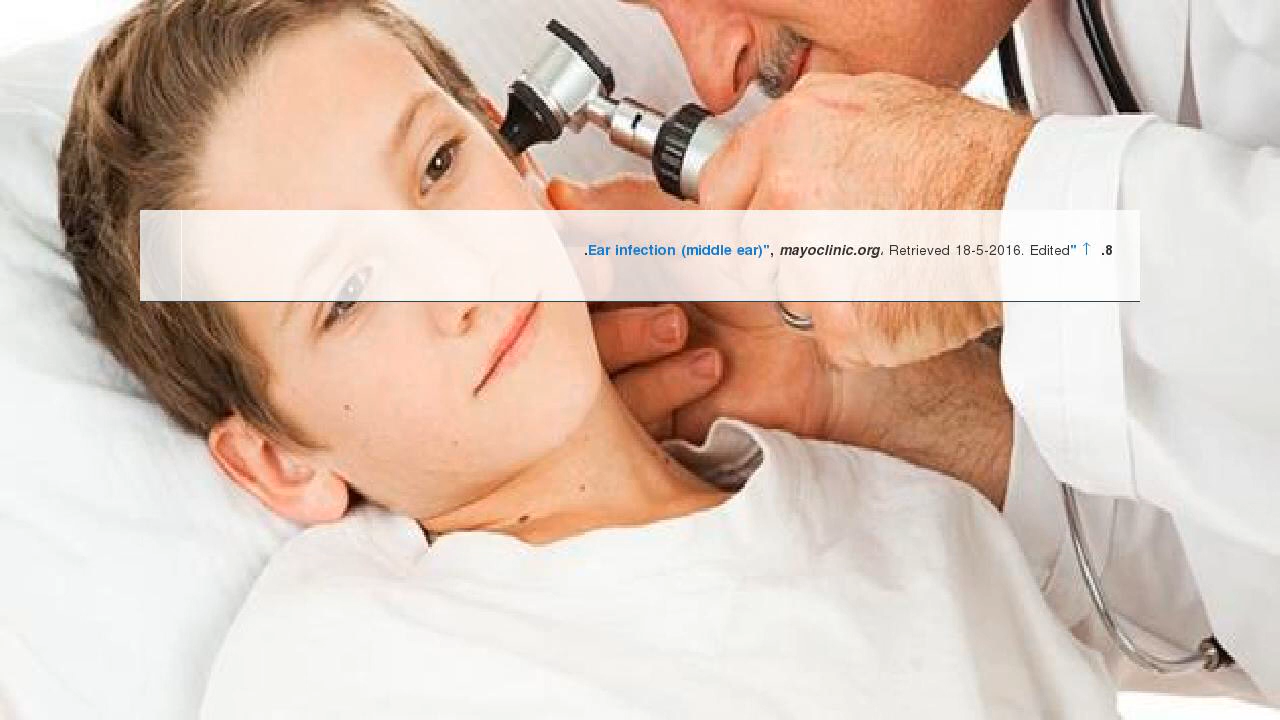 .Ear infection (middle ear)", mayoclinic.org, Retrieved 18-5-2016. Edited" ↑ .8